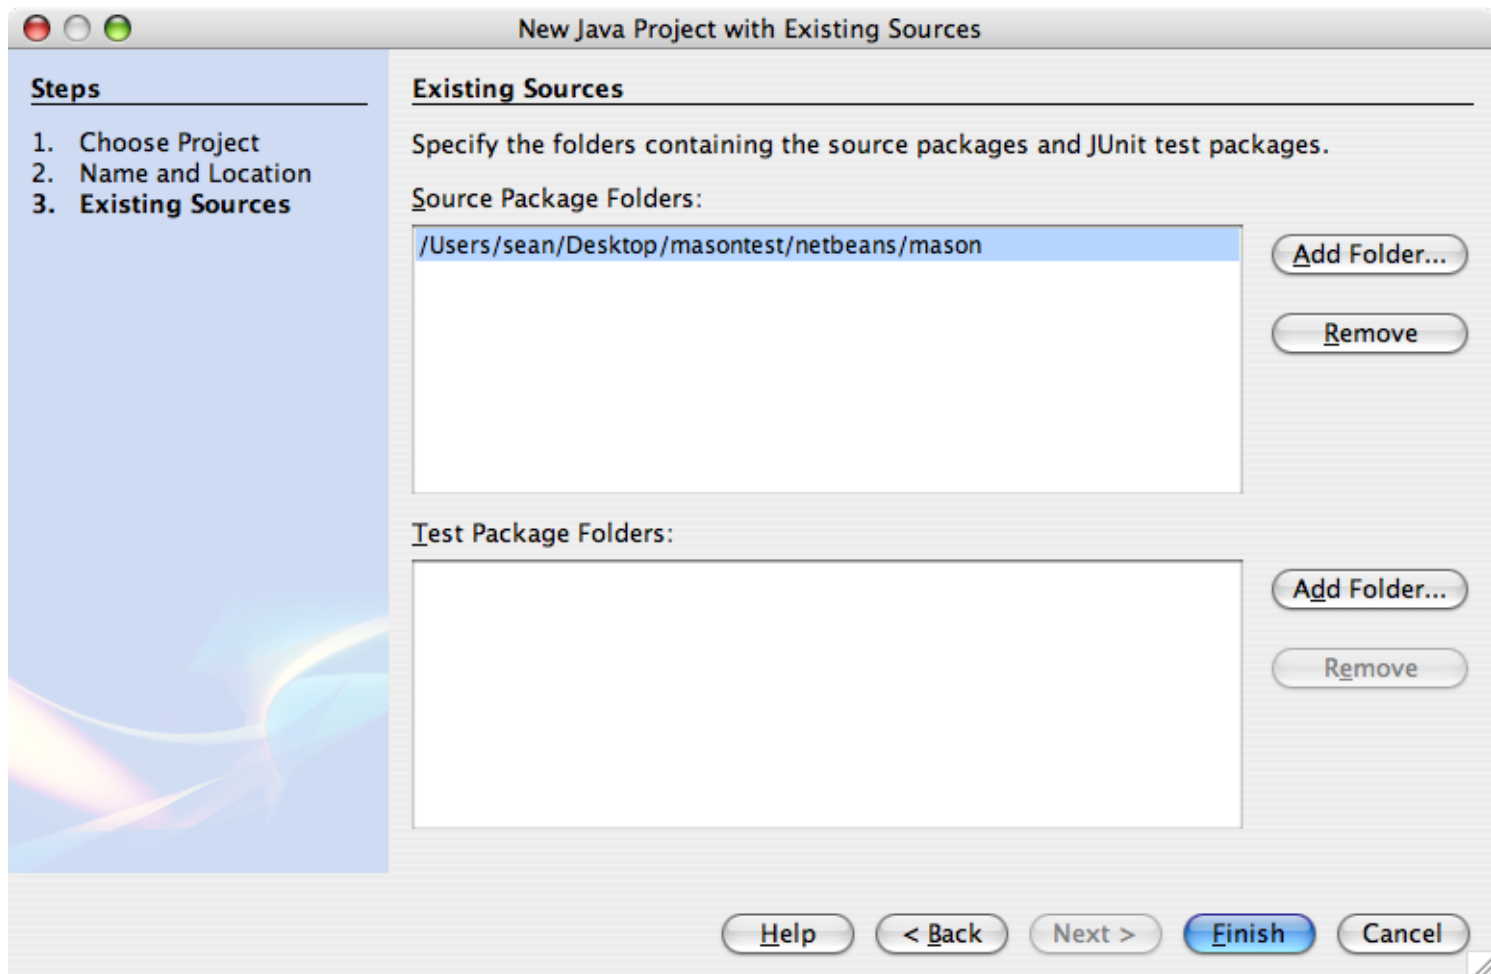 New Java Project with Existing Sources
Steps
1. Choose Project
2. Name and Location
3. Existing Sources
Existing Sources
Specify the folders containing the source packages and JUnit test packages.
Source Package Folders:
/Users/sean/Desktop/masontest/netbeans/mason
Add Folder...
Remove
Test Package Folders:
Add Folder...
Remove
Help
< Back
Next >
Finish
Cancel